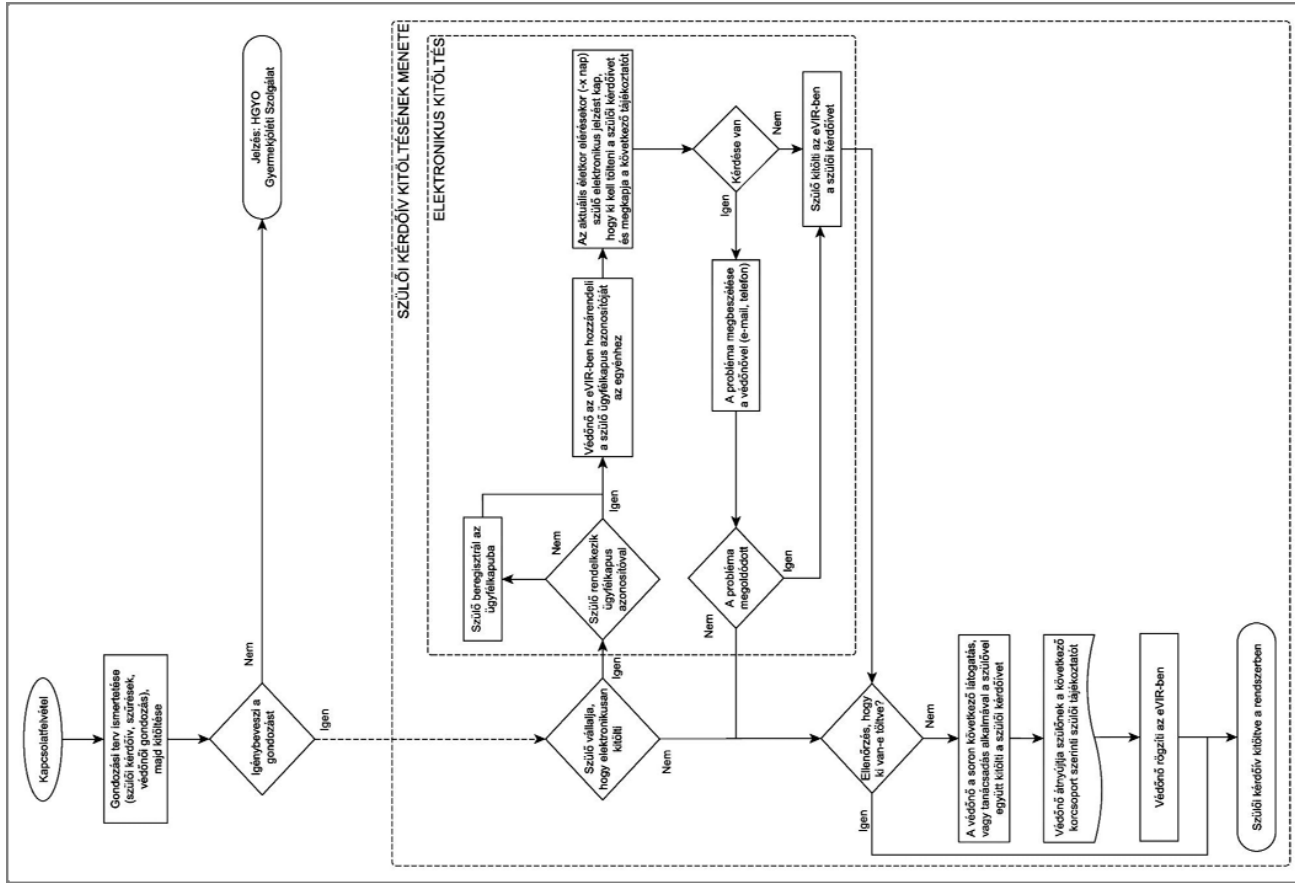 Kapcsolatfelvétel
Gondozási terv ismertetése
(szülői kérdőív, szűrések,
védőnői gondozás),
majd kitöltése
Igénybeveszi a
gondozást
Nem
Igen
Jelzés: HGYO
Gyermekjóléti Szolgálat
SZÜLŐI KÉRDŐÍV KITÖLTÉSÉNEK MENETE
ELEKTRONIKUS KITÖLTÉS
Szülő vállalja,
hogy elektronikusan
kitölti
Igen
Nem
Szülő rendelkezik
ügyfélkapus
azonosítóval
Nem
Igen
Szülő beregisztrál az
ügyfélkapuba
Védőnő az eVIR-ben hozzárendeli
a szülő ügyfélkapus azonosítóját
az egyénhez
Az aktuális életkor elérésekor (-x nap)
szülő elektronikus jelzést kap,
hogy ki kell tölteni a szülői kérdőívet
és megkapja a következő tájékoztatót
Kérdése van
Igen
Nem
A probléma megbeszélése
a védőnővel (e-mail, telefon)
A probléma
megoldódott
Nem
Igen
Szülő kitölti az eVIR-ben
a szülői kérdőívet
Ellenőrzés, hogy
ki van-e töltve?
Igen
Nem
A védőnő a soron következő látogatás,
vagy tanácsadás alkalmával a szülővel
együtt kitölti a szülői kérdőívet
Védőnő átnyújtja szülőnek a következő
korcsoport szerinti szülői tájékoztatót
Védőnő rögzíti az eVIR-ben
Szülői kérdőív kitöltve a rendszerben